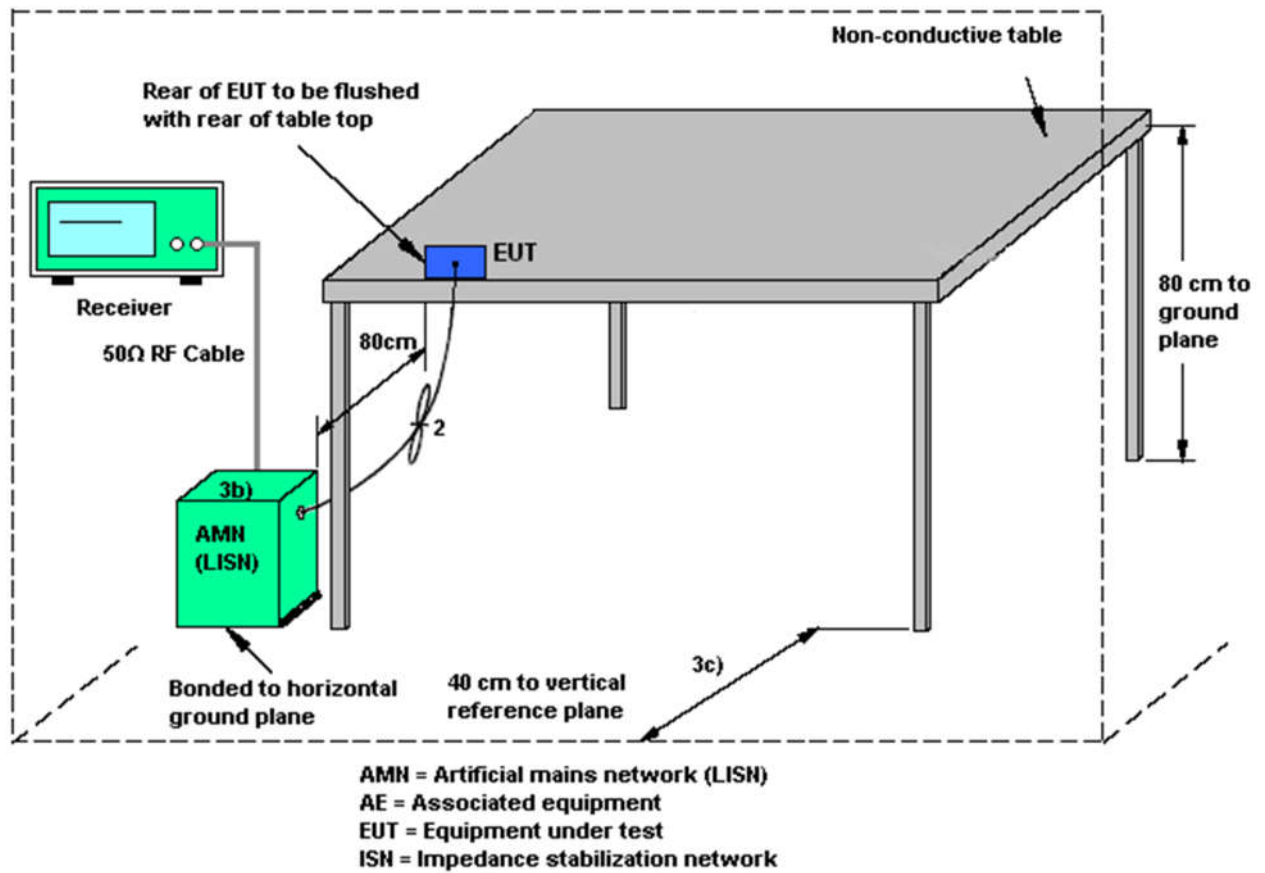 Non-conductive table
Rear of EUT to be flushed
with rear of table top
EUT
Receiver
80cm
80 cm to
ground
plane
50Ω RF Cable
2
3b)
AMN
(LISN)
3c)
Bonded to horizontal
ground plane
40 cm to vertical
reference plane
AMN = Artificial mains network (LISN)
AE = Associated equipment
EUT = Equipment under test
ISN = Impedance stabilization network